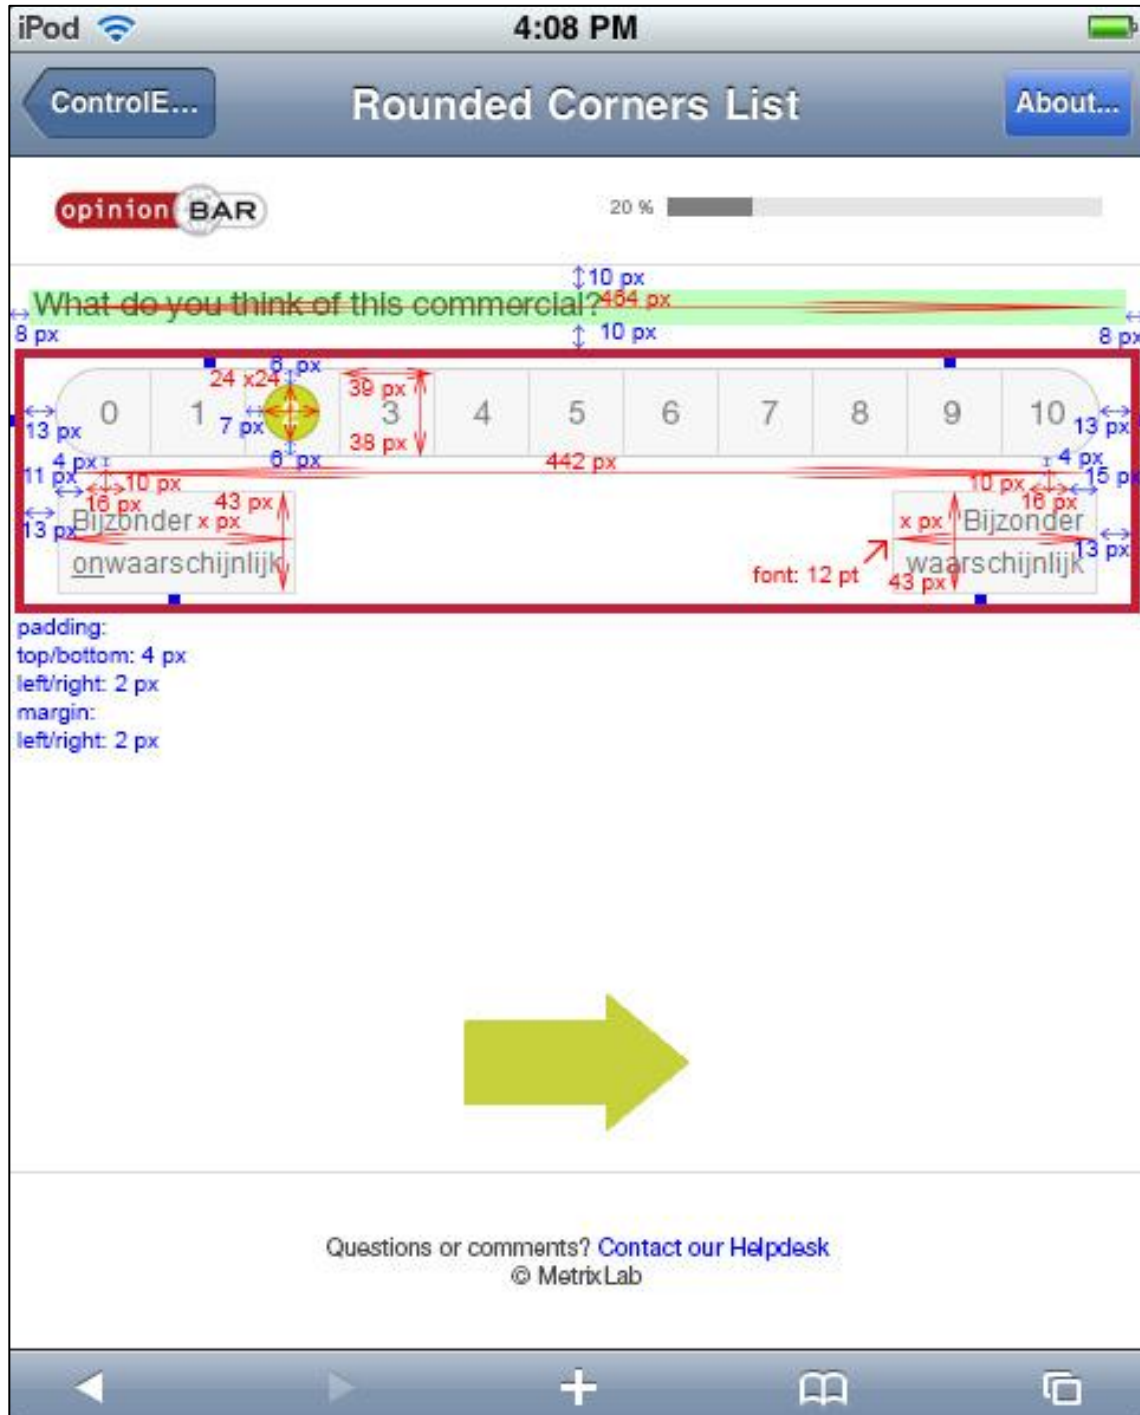 iPod 4:08 PM
ControlE... Rounded Corners List About...
opinion BAR 20 %
10 px
What do you think of this commercial? 464 px
8 px 10 px 8 px
6 px
24 x24 39 px
0 1 3 4 5 6 7 8 9 10
13 px 7 px 38 px 13 px
4 px 6 px 442 px 4 px
11 px 10 px 10 px 15 px
16 px 43 px 16 px
13 px Bijzonder x px x px Bijzonder
onwaarschijnlijk font: 12 pt 43 px waarschijnlijk 13 px
padding:
top/bottom: 4 px
left/right: 2 px
margin:
left/right: 2 px
Questions or comments? Contact our Helpdesk
© MetrixLab